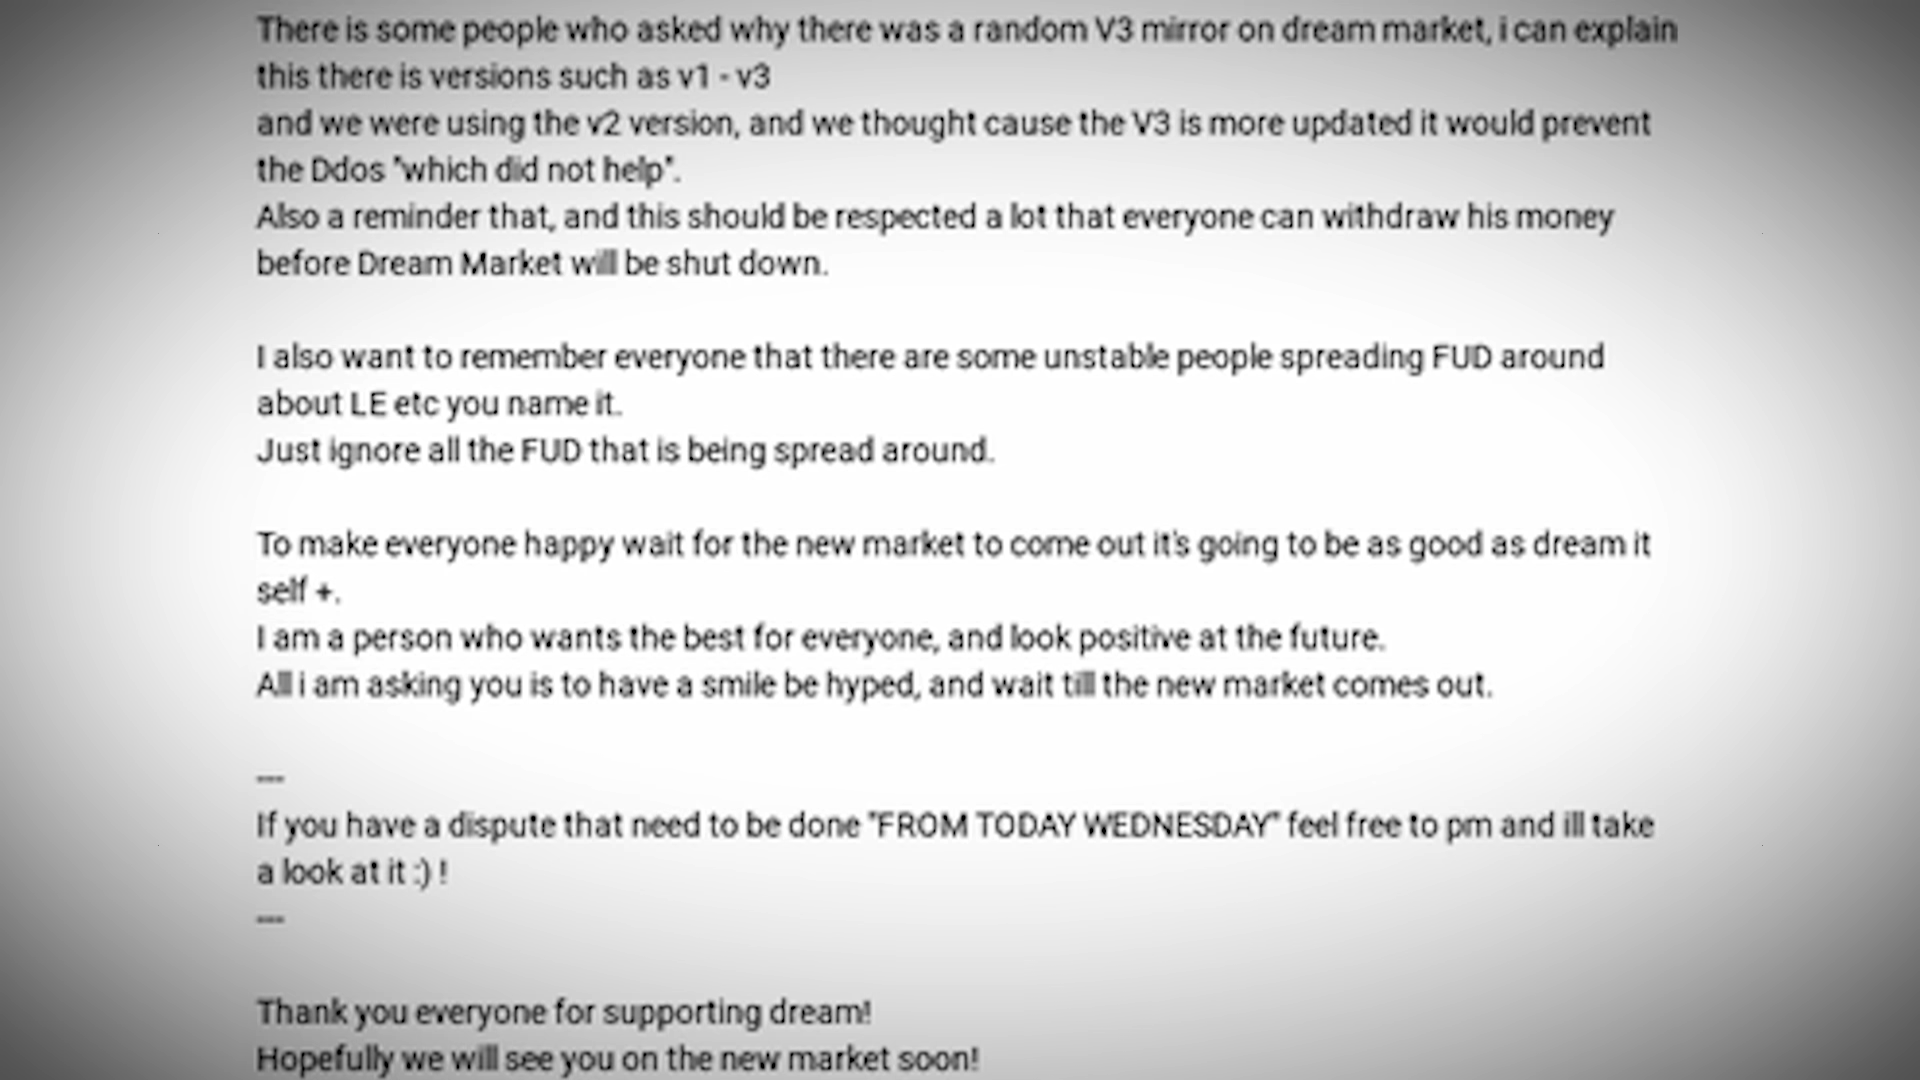 There is some people who asked why there was a random V3 mirror on dream market, i can explain
this there is versions such as v1 - v3
and we were using the v2 version, and we thought cause the V3 is more updated it would prevent
the Ddos "which did not help".
Also a reminder that, and this should be respected a lot that everyone can withdraw his money
before Dream Market will be shut down.
I also want to remember everyone that there are some unstable people spreading FUD around
about LE etc you name it.
Just ignore all the FUD that is being spread around.
To make everyone happy wait for the new market to come out it's going to be as good as dream it
self +.
I am a person who wants the best for everyone, and look positive at the future.
All i am asking you is to have a smile be hyped, and wait till the new market comes out.
---
If you have a dispute that need to be done "FROM TODAY WEDNESDAY" feel free to pm and ill take
a look at it :) !
---
Thank you everyone for supporting dream!
Hopefully we will see you on the new market soon!